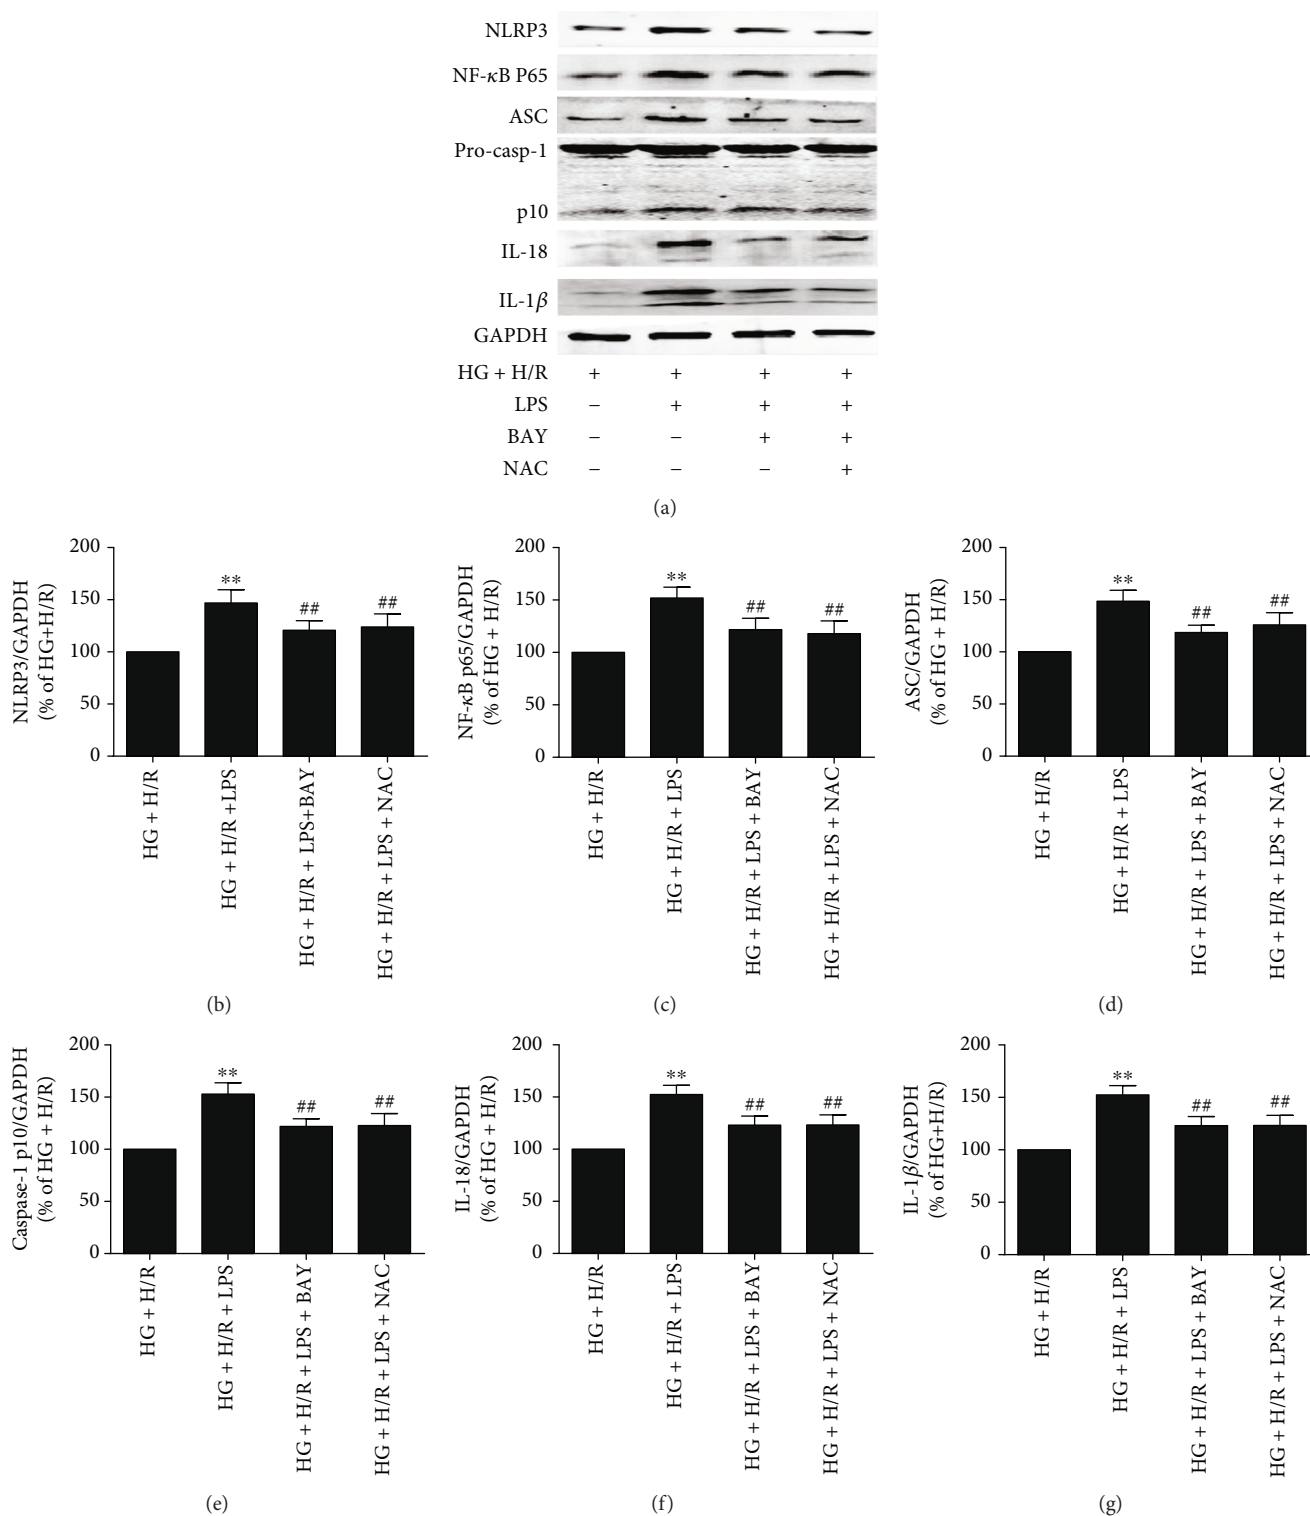 NLRP3
NF-κB P65
ASC
Pro-casp-1
p10
IL-18
IL-1β
GAPDH
HG + H/R + + + +
LPS − + + +
BAY − − + +
NAC − − − +
(a)
200
150
100
50
0
NLRP3/GAPDH
(% of HG+H/R)
**
##
##
HG + H/R
HG + H/R +LPS
HG + H/R + LPS+BAY
HG + H/R + LPS + NAC
(b)
200
150
100
50
0
NF-κB p65/GAPDH
(% of HG + H/R)
**
##
##
HG + H/R
HG + H/R + LPS
HG + H/R + LPS + BAY
HG + H/R + LPS + NAC
(c)
200
150
100
50
0
ASC/GAPDH
(% of HG + H/R)
**
##
##
HG + H/R
HG + H/R + LPS
HG + H/R + LPS + BAY
HG + H/R + LPS + NAC
(d)
200
150
100
50
0
Caspase-1 p10/GAPDH
(% of HG + H/R)
**
##
##
HG + H/R
HG + H/R + LPS
HG + H/R + LPS + BAY
HG + H/R + LPS + NAC
(e)
200
150
100
50
0
IL-18/GAPDH
(% of HG + H/R)
**
##
##
HG + H/R
HG + H/R + LPS
HG + H/R + LPS + BAY
HG + H/R + LPS + NAC
(f)
200
150
100
50
0
IL-1β/GAPDH
(% of HG+H/R)
**
##
##
HG + H/R
HG + H/R + LPS
HG + H/R + LPS + BAY
HG + H/R + LPS + NAC
(g)